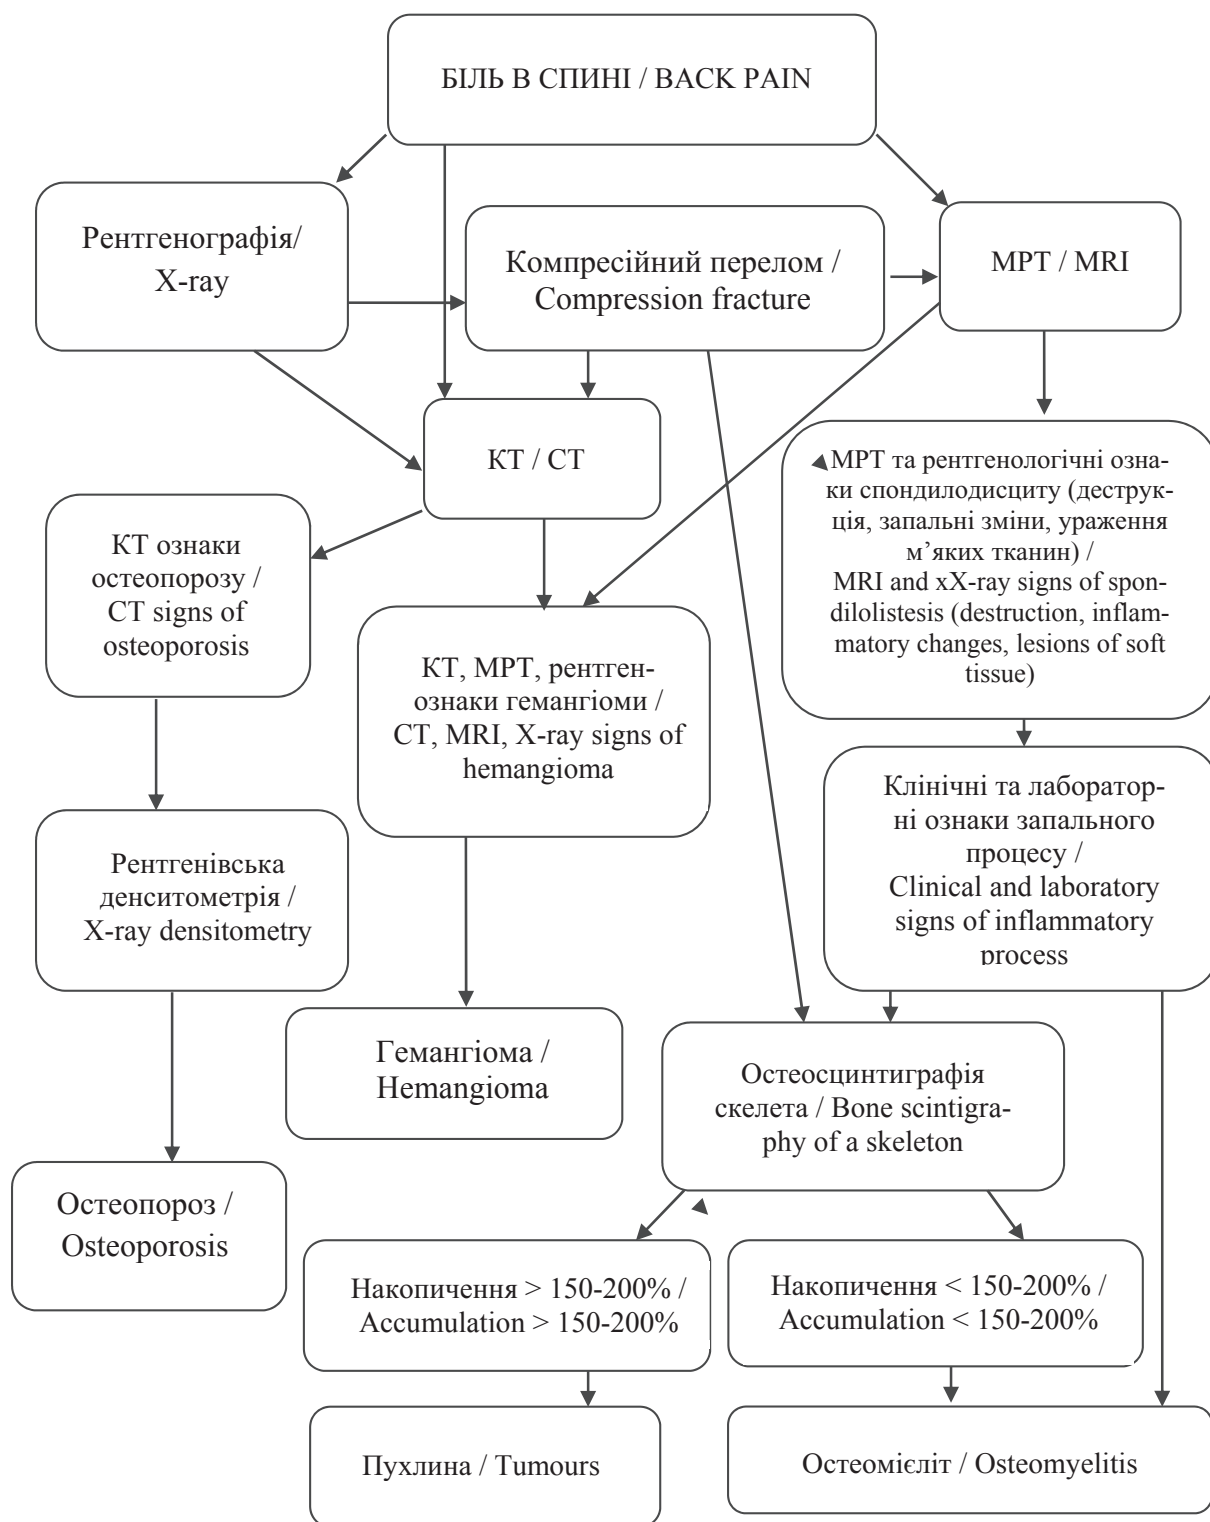 БІЛЬ В СПИНІ / BACK PAIN
Рентгенографія/
X-ray
Компресійний перелом /
Compression fracture
МРТ / MRI
КТ / CT
МРТ та рентгенологічні озна-
ки спондилодисциту (деструк-
ція, запальні зміни, ураження
м’яких тканин) /
MRI and xX-ray signs of spon-
dilolistesis (destruction, inflam-
matory changes, lesions of soft
tissue)
КТ ознаки
остеопорозу /
CT signs of
osteoporosis
КТ, МРТ, рентген-
ознаки гемангіоми /
CT, MRI, X-ray signs of
hemangioma
Клінічні та лаборатор-
ні ознаки запального
процесу /
Clinical and laboratory
signs of inflammatory
process
Рентгенівська
денситометрія /
X-ray densitometry
Гемангіома /
Hemangioma
Остеосцинтиграфія
скелета / Bone scintigra-
phy of a skeleton
Остеопороз /
Osteoporosis
Накопичення > 150-200% /
Accumulation > 150-200%
Накопичення < 150-200% /
Accumulation < 150-200%
Пухлина / Tumours
Остеомієліт / Osteomyelitis